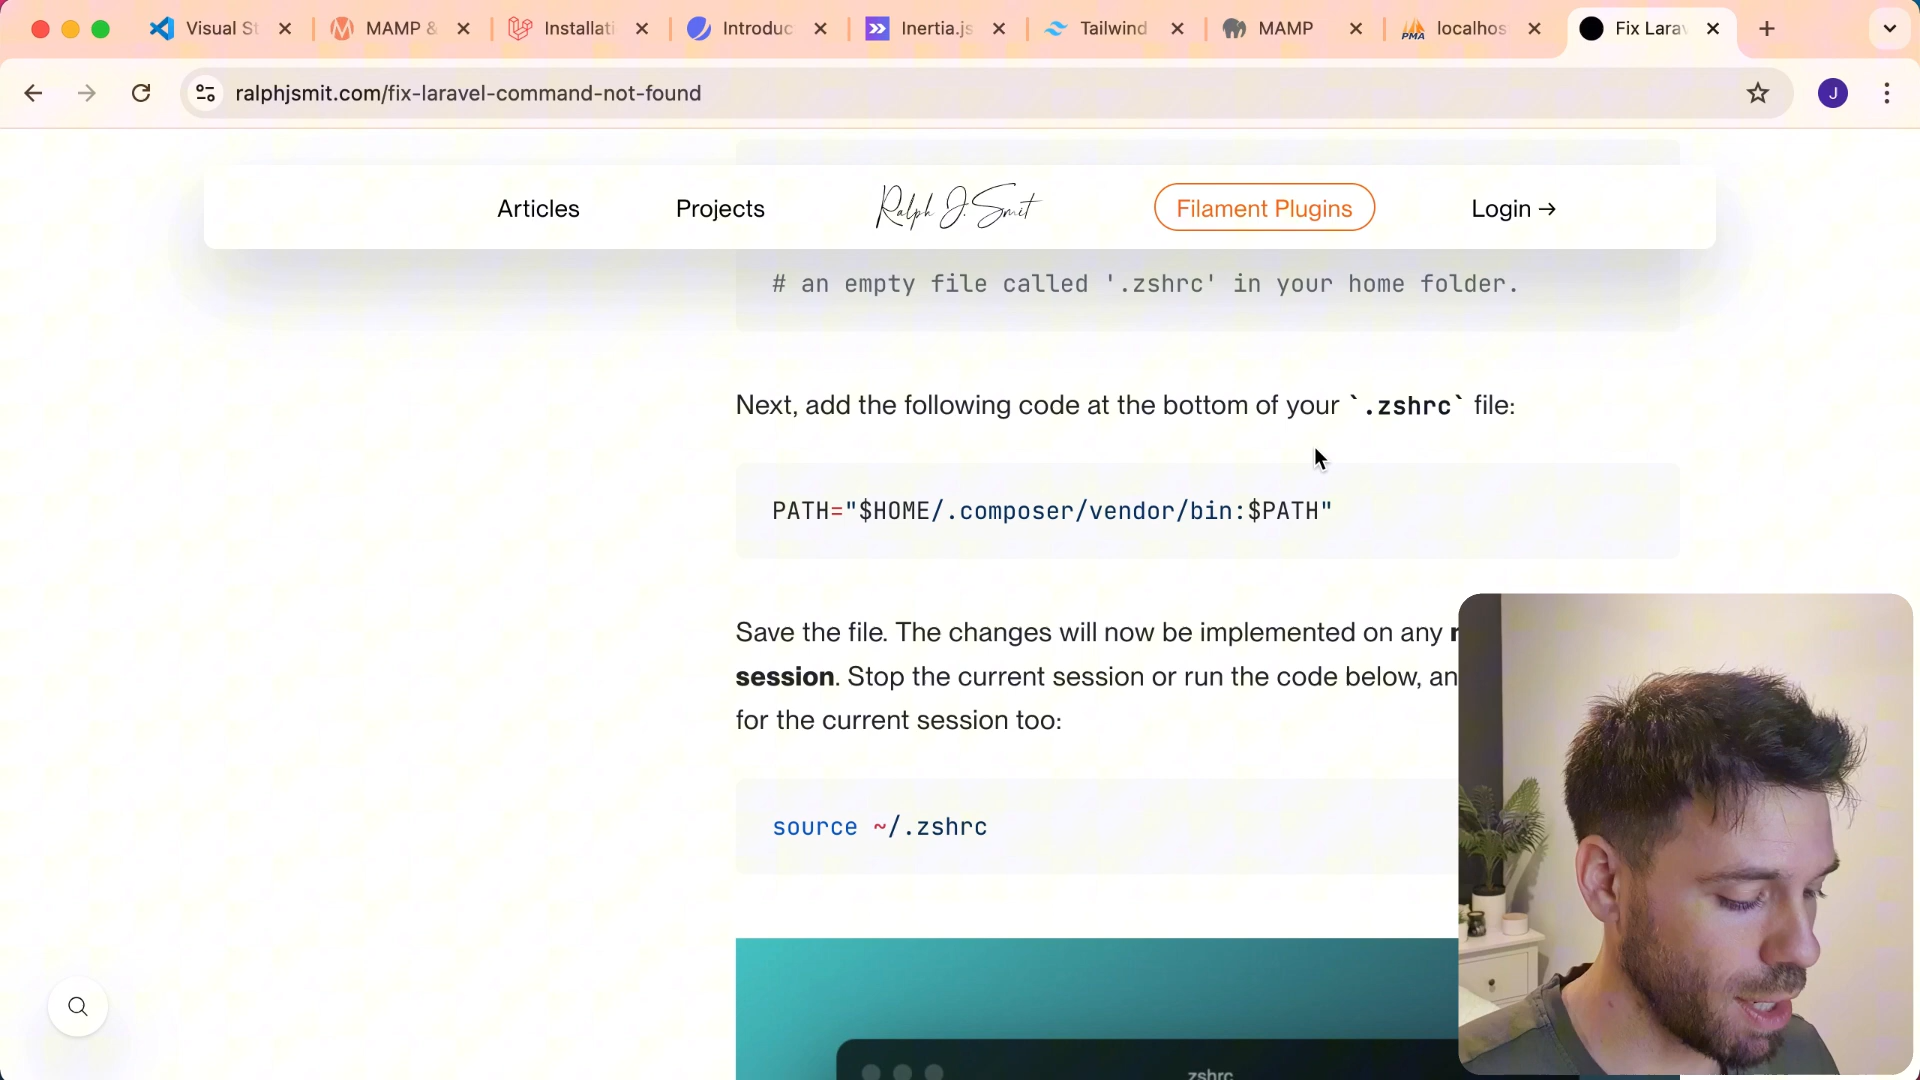 Visual St
MAMP &
Installati
Introduc
Inertia.js
Tailwind
MAMP
PMA
localhos
Fix Larav
ralphjsmit.com/fix-laravel-command-not-found
J
Articles
Projects
Ralph J. Smit
Filament Plugins
Login →
# an empty file called '.zshrc' in your home folder.
Next, add the following code at the bottom of your `.zshrc` file:
PATH="$HOME/.composer/vendor/bin:$PATH"
Save the file. The changes will now be implemented on any
session. Stop the current session or run the code below, an
for the current session too:
source ~/.zshrc
zshrc